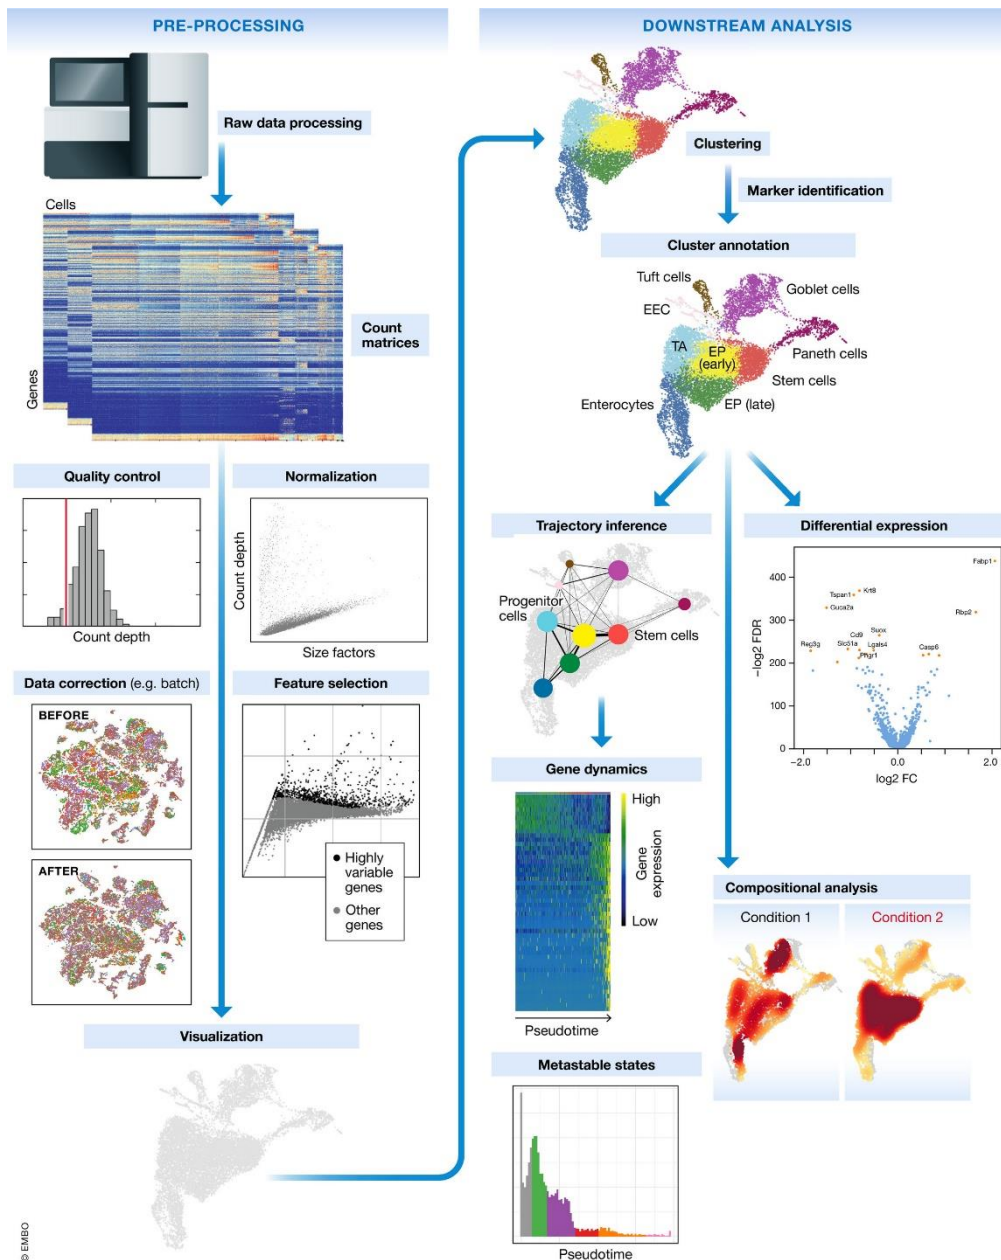 PRE-PROCESSING
Raw data processing
Cells
Genes
Count
matrices
Quality control
Count depth
Normalization
Count depth
Size factors
Data correction (e.g. batch)
BEFORE
AFTER
Feature selection
Highly
variable
genes
Other
genes
Visualization
© EMBO
DOWNSTREAM ANALYSIS
Clustering
Marker identification
Cluster annotation
Tuft cells
Goblet cells
EEC
TA
EP
(early)
Paneth cells
Stem cells
Enterocytes
EP (late)
Trajectory inference
Progenitor
cells
Stem cells
Gene dynamics
High
Gene
expression
Low
Pseudotime
Metastable states
Pseudotime
Differential expression
Fabp1
400
Krt8
Tspan1
Guca2a
Rbp2
300
Suox
Cd9
Reg3g
Slc51a
Lgals4
Casp6
Pftgr1
200
100
0
−log2 FDR
−2.0
0.0
2.0
log2 FC
Compositional analysis
Condition 1
Condition 2